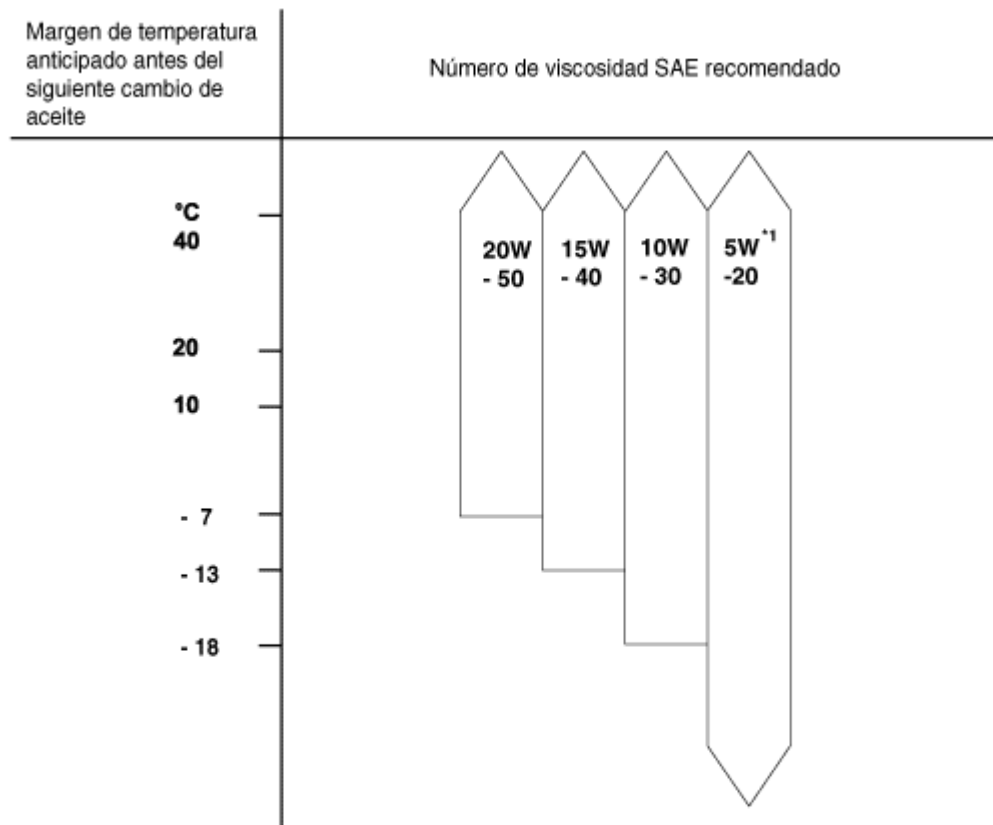 Margen de temperatura
anticipado antes del
siguiente cambio de
aceite
Número de viscosidad SAE recomendado
°C
40
20
10
- 7
- 13
- 18
20W
- 50
15W
- 40
10W
- 30
5W*1
-20